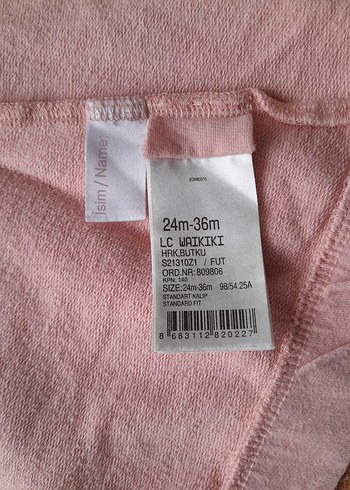 İsim / Name
24m-36m
LC WAIKIKI
HRK,BUTKU
S21310Z1 / FUT
ORD.NR: 809806
KPN: 140
SIZE:24m-36m 98/54.25A
STANDART KALIP
STANDARD FIT
8 683112 820227